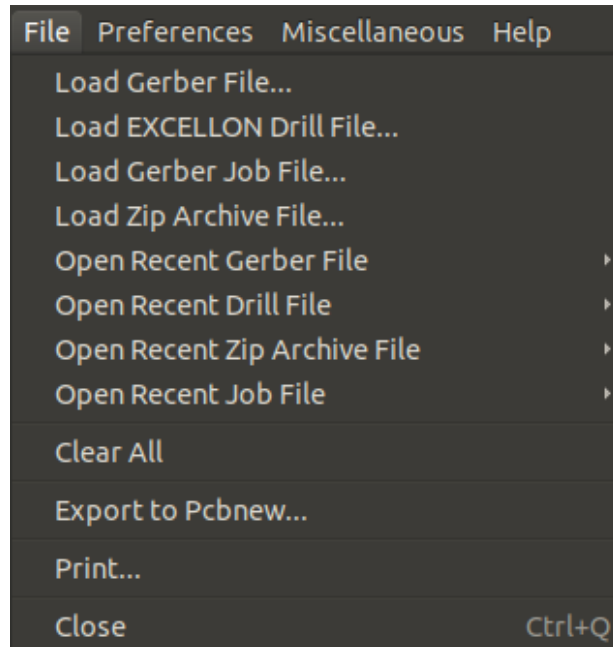 File Preferences Miscellaneous Help
Load Gerber File...
Load EXCELLON Drill File...
Load Gerber Job File...
Load Zip Archive File...
Open Recent Gerber File
Open Recent Drill File
Open Recent Zip Archive File
Open Recent Job File
Clear All
Export to Pcbnew...
Print...
Close Ctrl+Q